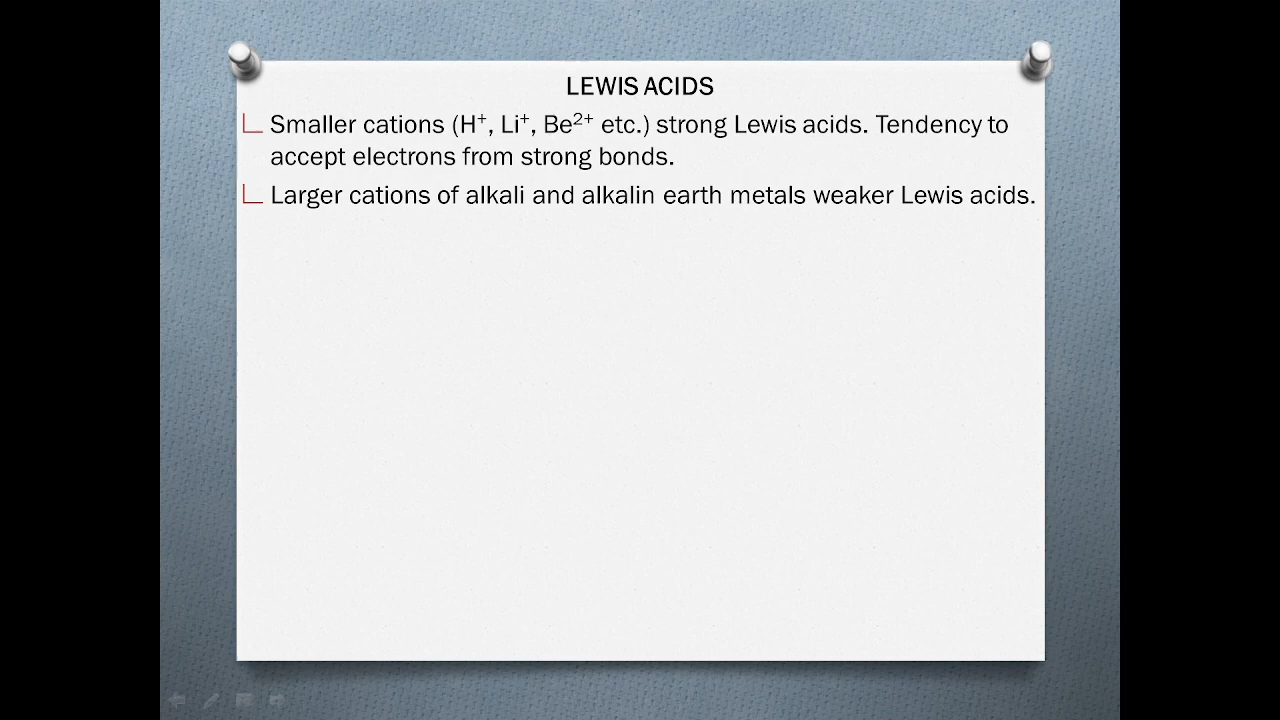 LEWIS ACIDS
Smaller cations (H⁺, Li⁺, Be²⁺ etc.) strong Lewis acids. Tendency to
accept electrons from strong bonds.
Larger cations of alkali and alkalin earth metals weaker Lewis acids.